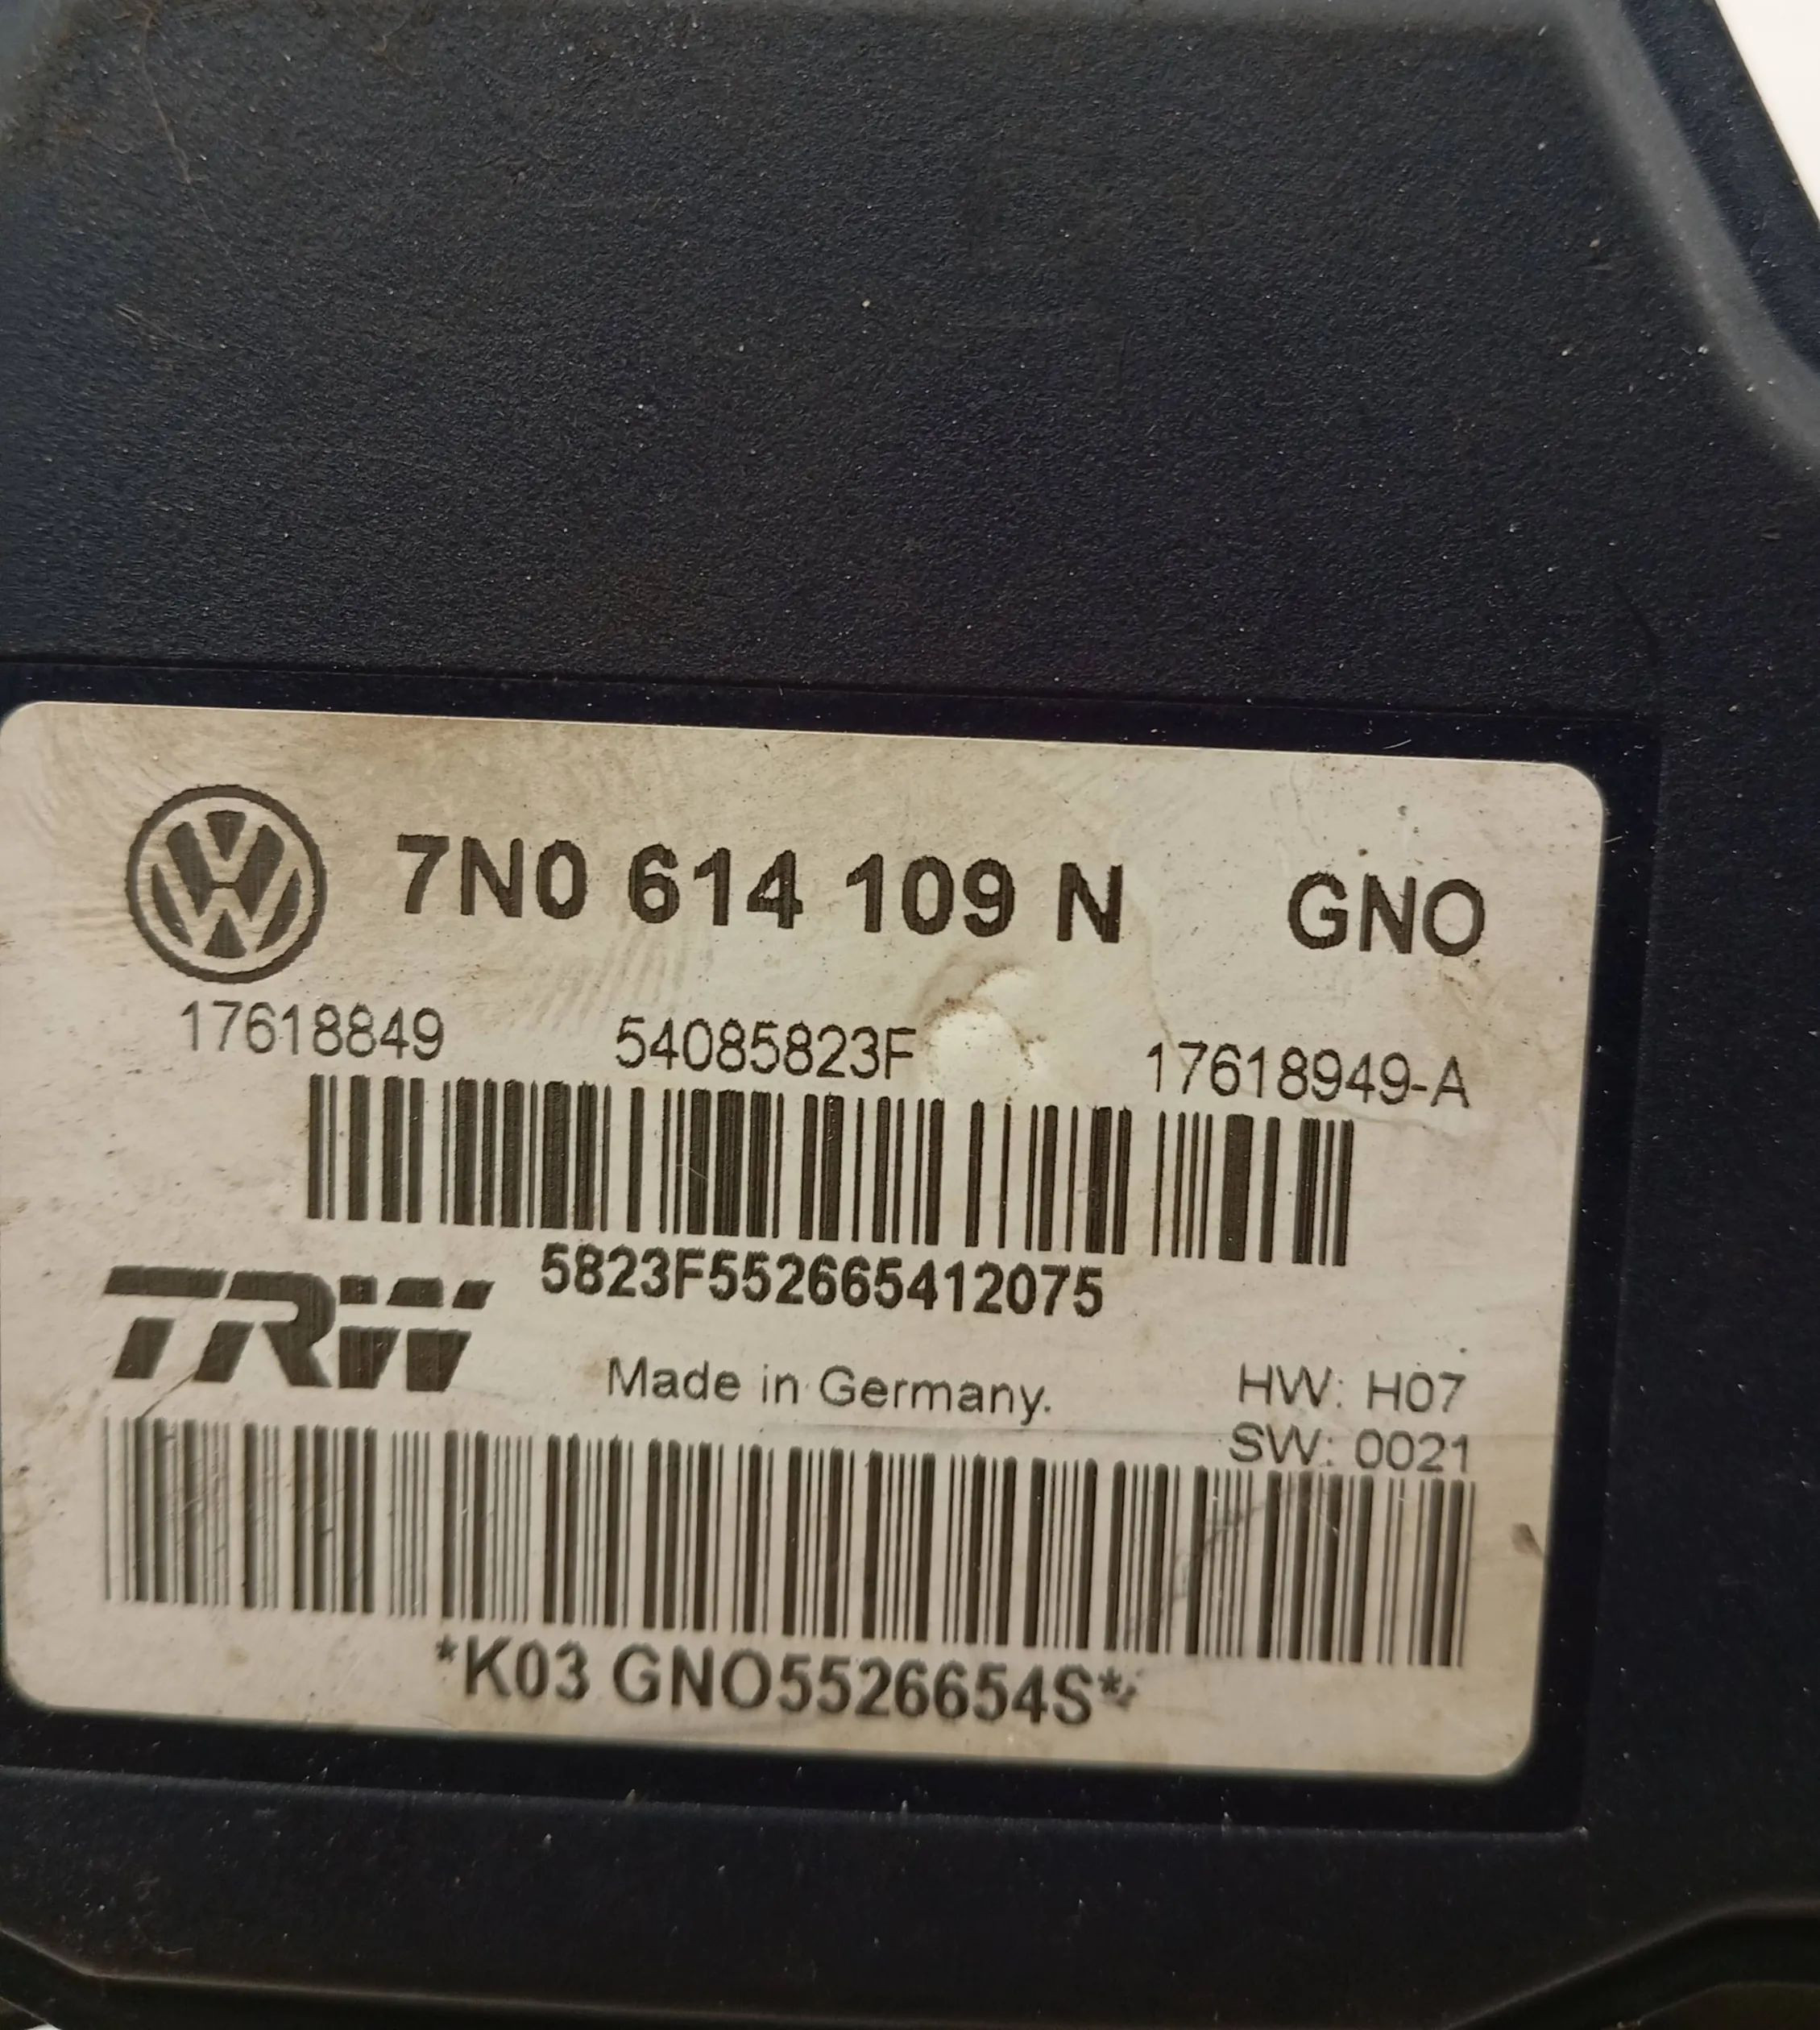 7N0 614 109 N GNO
17618849 54085823F 17618949-A
5823F552665412075
TRW
Made in Germany. HW: H07
SW: 0021
*K03 GNO5526654S*